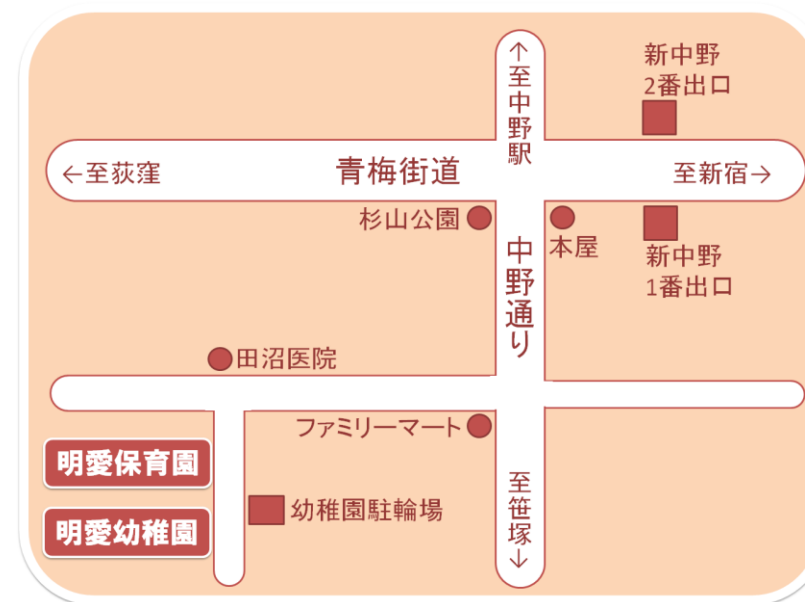 ↑至中野駅
新中野
2番出口
←至荻窪
青梅街道
至新宿→
杉山公園
本屋
新中野
1番出口
中野通り
田沼医院
ファミリーマート
明愛保育園
至笹塚↓
幼稚園駐輪場
明愛幼稚園